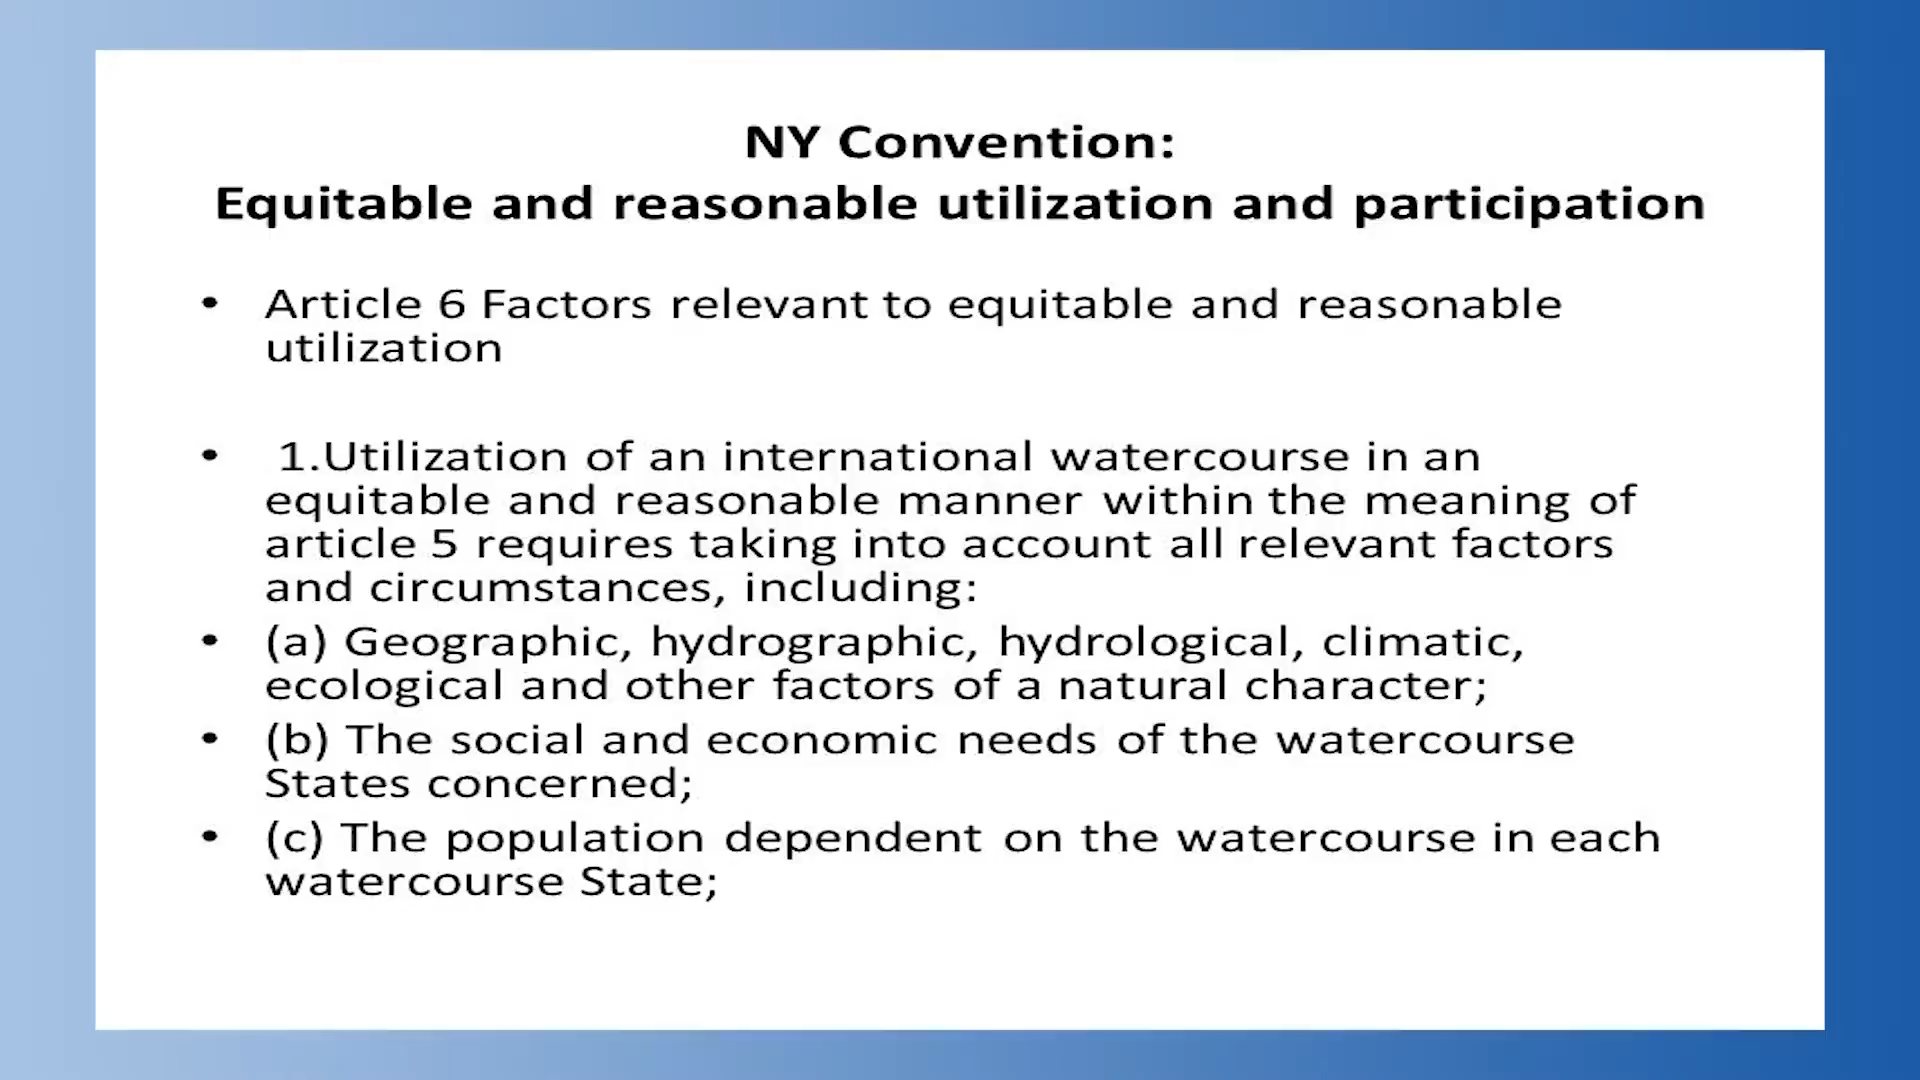 NY Convention:
Equitable and reasonable utilization and participation
• Article 6 Factors relevant to equitable and reasonable
utilization
• 1.Utilization of an international watercourse in an
equitable and reasonable manner within the meaning of
article 5 requires taking into account all relevant factors
and circumstances, including:
• (a) Geographic, hydrographic, hydrological, climatic,
ecological and other factors of a natural character;
• (b) The social and economic needs of the watercourse
States concerned;
• (c) The population dependent on the watercourse in each
watercourse State;